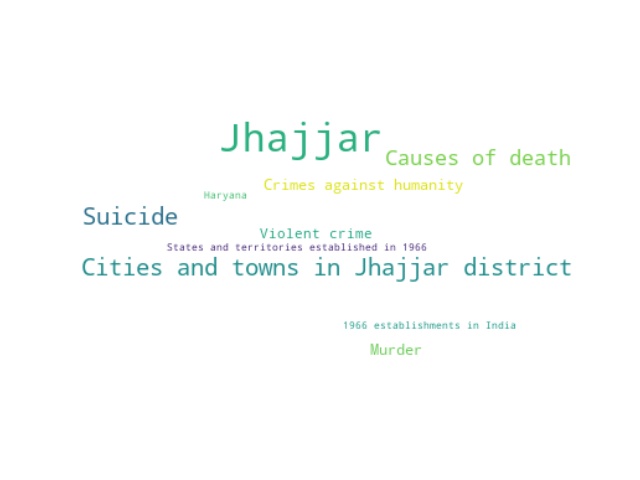 Jhajjar
Causes of death
Crimes against humanity
Haryana
Suicide
Violent crime
States and territories established in 1966
Cities and towns in Jhajjar district
1966 establishments in India
Murder